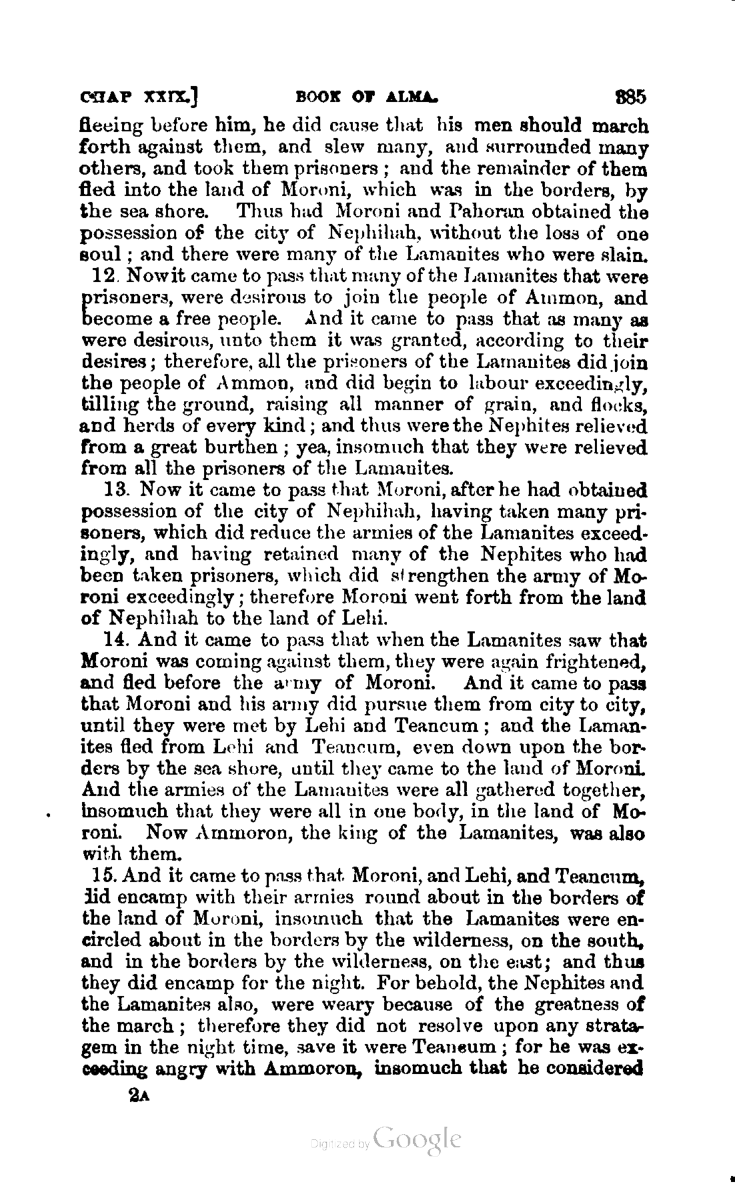 CHAP XXIX.] BOOK OF ALMA. 385
fleeing before him, he did cause that his men should march
forth against them, and slew many, and surrounded many
others, and took them prisoners ; and the remainder of them
fled into the land of Moroni, which was in the borders, by
the sea shore. Thus had Moroni and Pahoran obtained the
possession of the city of Nephihah, without the loss of one
soul ; and there were many of the Lamanites who were slain.
12. Now it came to pass that many of the Lamanites that were
prisoners, were desirous to join the people of Ammon, and
become a free people. And it came to pass that as many as
were desirous, unto them it was granted, according to their
desires ; therefore, all the prisoners of the Lamanites did join
the people of Ammon, and did begin to labour exceedingly,
tilling the ground, raising all manner of grain, and flocks,
and herds of every kind ; and thus were the Nephites relieved
from a great burthen ; yea, insomuch that they were relieved
from all the prisoners of the Lamanites.
13. Now it came to pass that Moroni, after he had obtained
possession of the city of Nephihah, having taken many pri-
soners, which did reduce the armies of the Lamanites exceed-
ingly, and having retained many of the Nephites who had
been taken prisoners, which did strengthen the army of Mo-
roni exceedingly ; therefore Moroni went forth from the land
of Nephihah to the land of Lehi.
14. And it came to pass that when the Lamanites saw that
Moroni was coming against them, they were again frightened,
and fled before the army of Moroni. And it came to pass
that Moroni and his army did pursue them from city to city,
until they were met by Lehi and Teancum ; and the Laman-
ites fled from Lehi and Teancum, even down upon the bor-
ders by the sea shore, until they came to the land of Moroni.
And the armies of the Lamanites were all gathered together,
insomuch that they were all in one body, in the land of Mo-
roni. Now Ammoron, the king of the Lamanites, was also
with them.
15. And it came to pass that Moroni, and Lehi, and Teancum,
did encamp with their armies round about in the borders of
the land of Moroni, insomuch that the Lamanites were en-
circled about in the borders by the wilderness, on the south,
and in the borders by the wilderness, on the east; and thus
they did encamp for the night. For behold, the Nephites and
the Lamanites also, were weary because of the greatness of
the march ; therefore they did not resolve upon any strata-
gem in the night time, save it were Teancum ; for he was ex-
ceeding angry with Ammoron, insomuch that he considered
2A
Digitized by Google